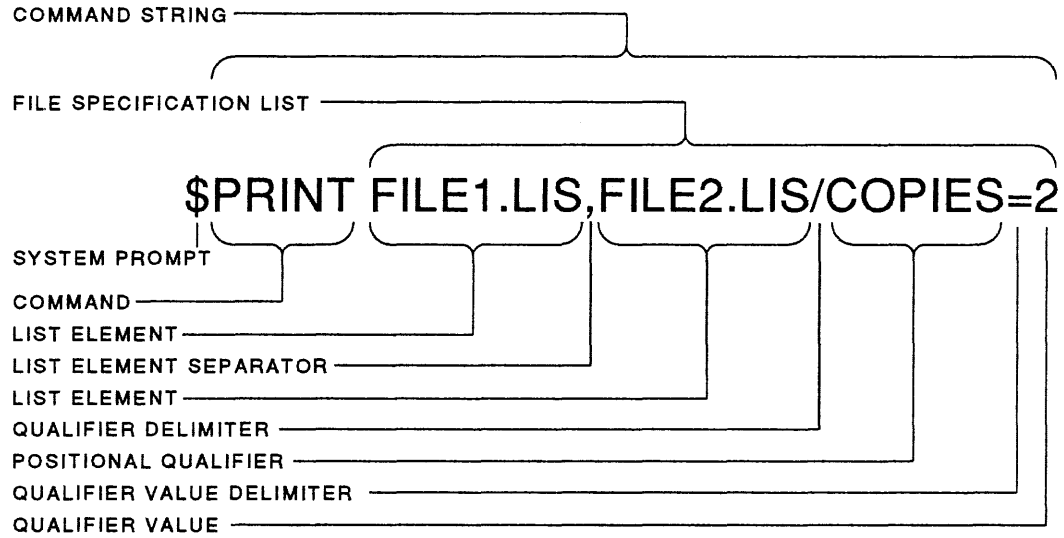 COMMAND STRING
FILE SPECIFICATION LIST
$PRINT FILE1.LIS,FILE2.LIS/COPIES=2
SYSTEM PROMPT
COMMAND
LIST ELEMENT
LIST ELEMENT SEPARATOR
LIST ELEMENT
QUALIFIER DELIMITER
POSITIONAL QUALIFIER
QUALIFIER VALUE DELIMITER
QUALIFIER VALUE